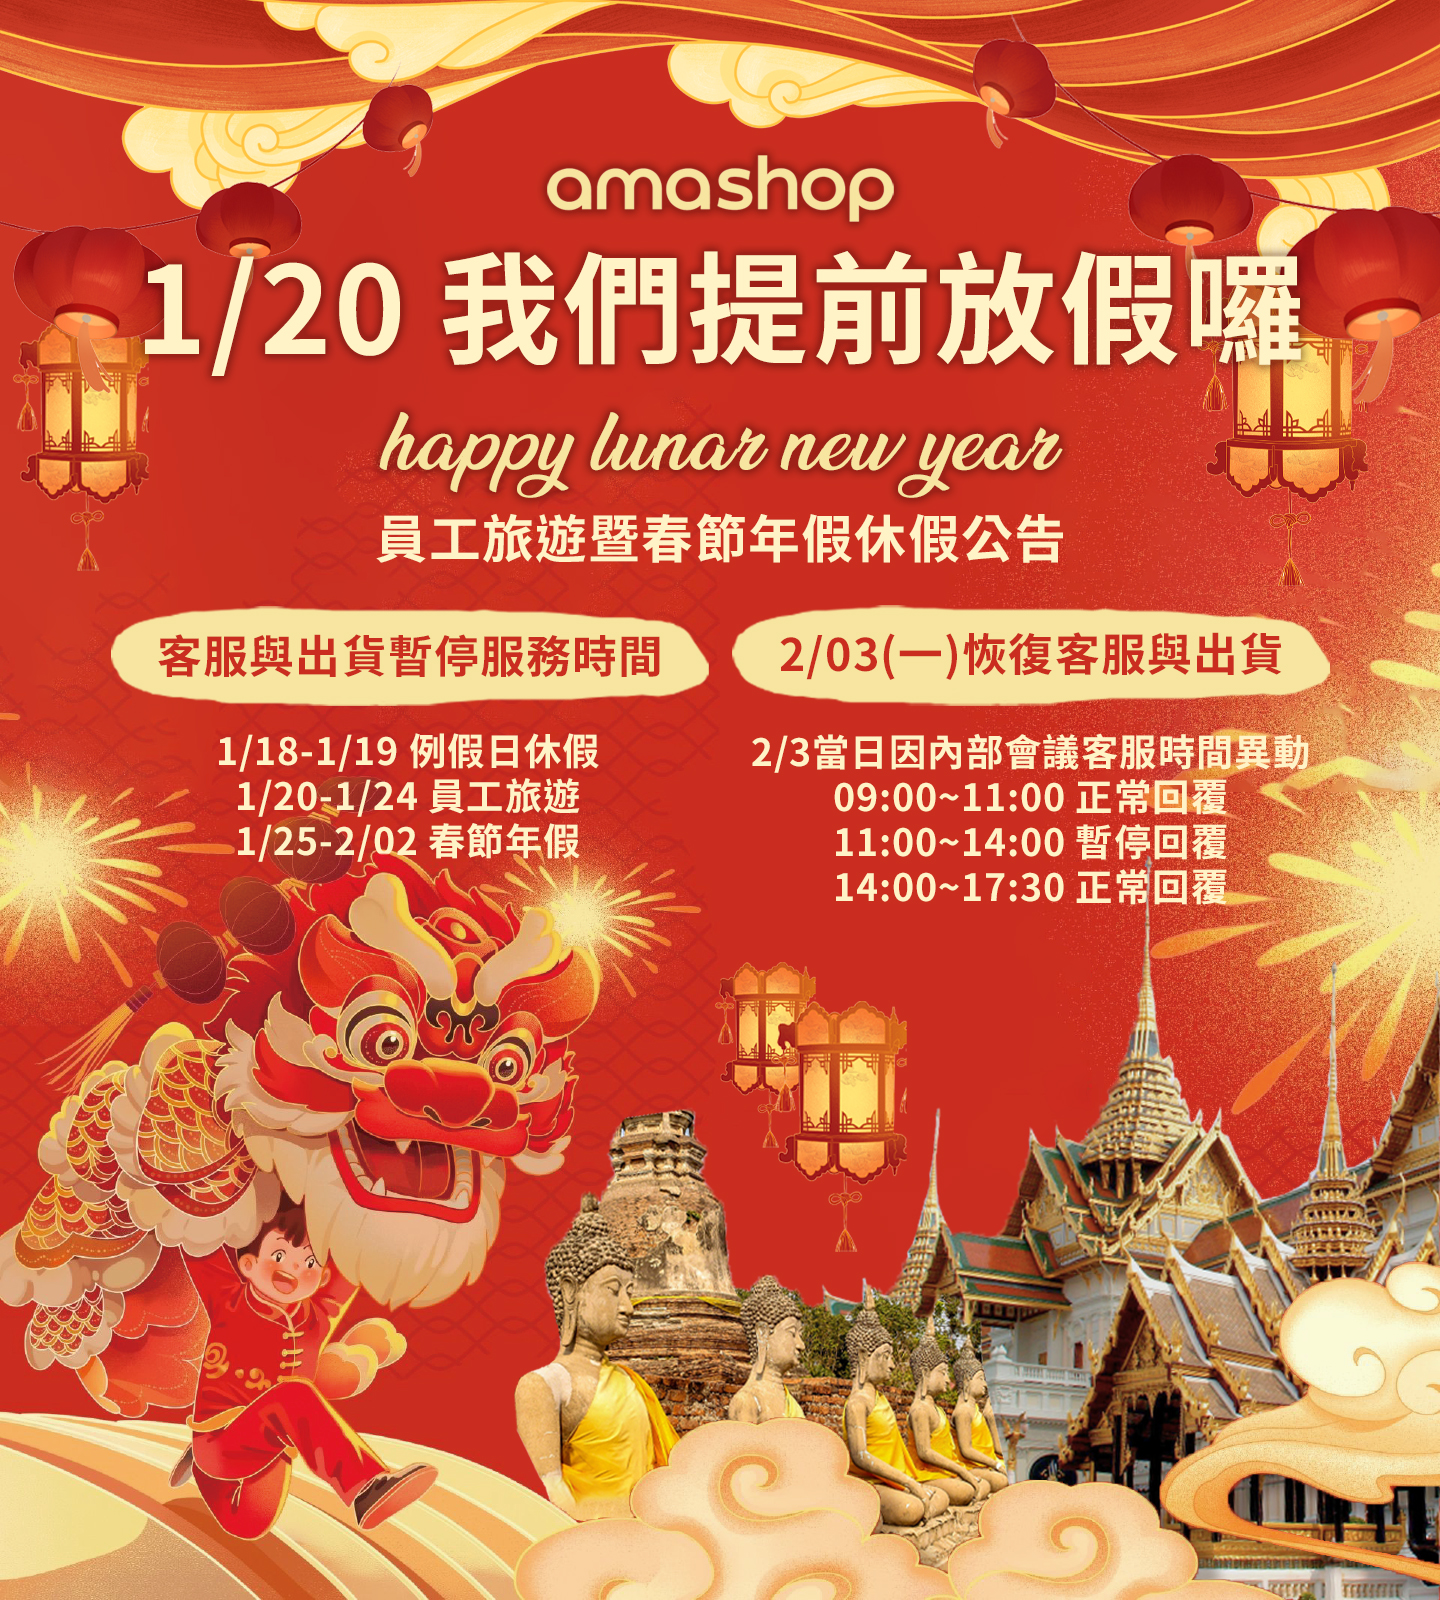 amashop
1/20 我們提前放假囉
happy lunar new year
員工旅遊暨春節年假休假公告
客服與出貨暫停服務時間
1/18-1/19 例假日休假
1/20-1/24 員工旅遊
1/25-2/02 春節年假
2/03(一)恢復客服與出貨
2/3當日因內部會議客服時間異動
09:00~11:00 正常回覆
11:00~14:00 暫停回覆
14:00~17:30 正常回覆